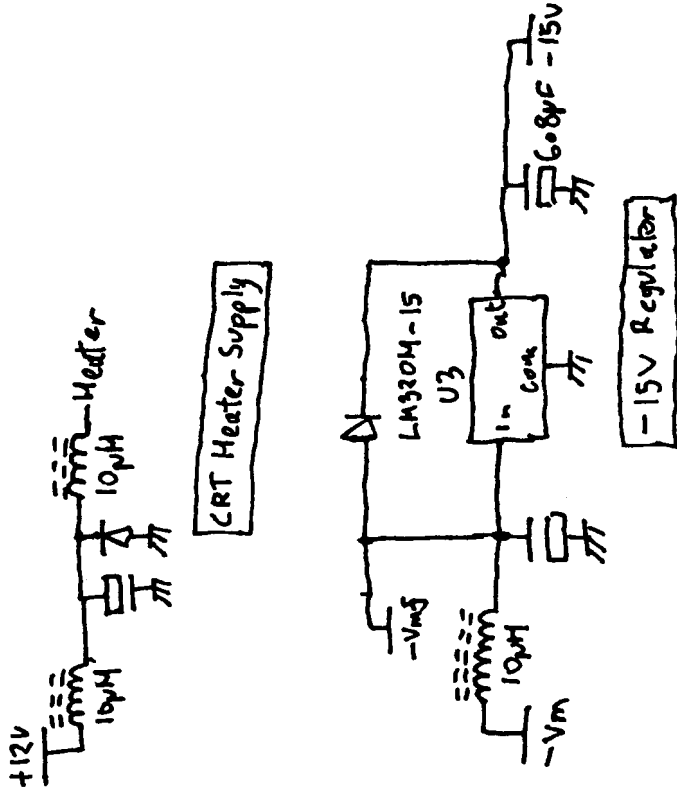 +12V
10µH
10µH
Heater
CRT Heater Supply
-Vmf
LM320M-15
U3
In
Out
Com
-Vm
10µH
6.8µF
-15V
-15V Regulator